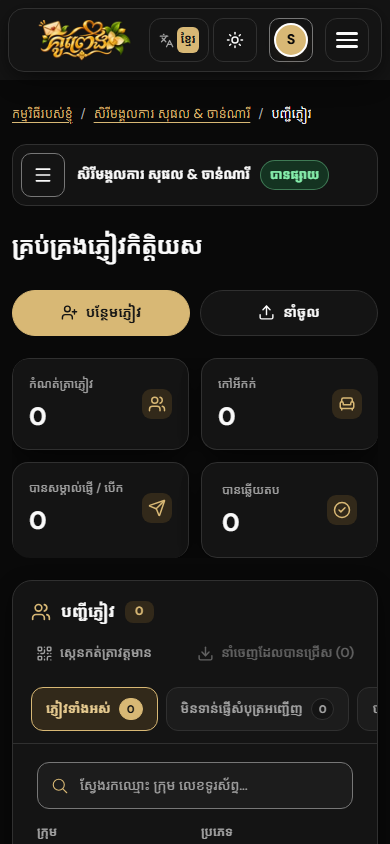 គូព្រេង
ខ្មែរ
S
កម្មវិធីរបស់ខ្ញុំ / សិរីមង្គលការ សុផល & ចាន់ណារី / បញ្ជីភ្ញៀវ
សិរីមង្គលការ សុផល & ចាន់ណារី បានផ្សាយ
គ្រប់គ្រងភ្ញៀវកិត្តិយស
បន្ថែមភ្ញៀវ
នាំចូល
កំណត់ត្រាភ្ញៀវ
0
កៅអីកក់
0
បានសម្គាល់ផ្ញើ / បើក
0
បានឆ្លើយតប
0
បញ្ជីភ្ញៀវ 0
ស្កេនកត់ត្រាវត្តមាន
នាំចេញដែលបានជ្រើស (0)
ភ្ញៀវទាំងអស់ 0
មិនទាន់ផ្ញើសំបុត្រអញ្ជើញ 0
ស្វែងរកឈ្មោះ ក្រុម លេខទូរស័ព្ទ...
ក្រុម
ប្រភេទ